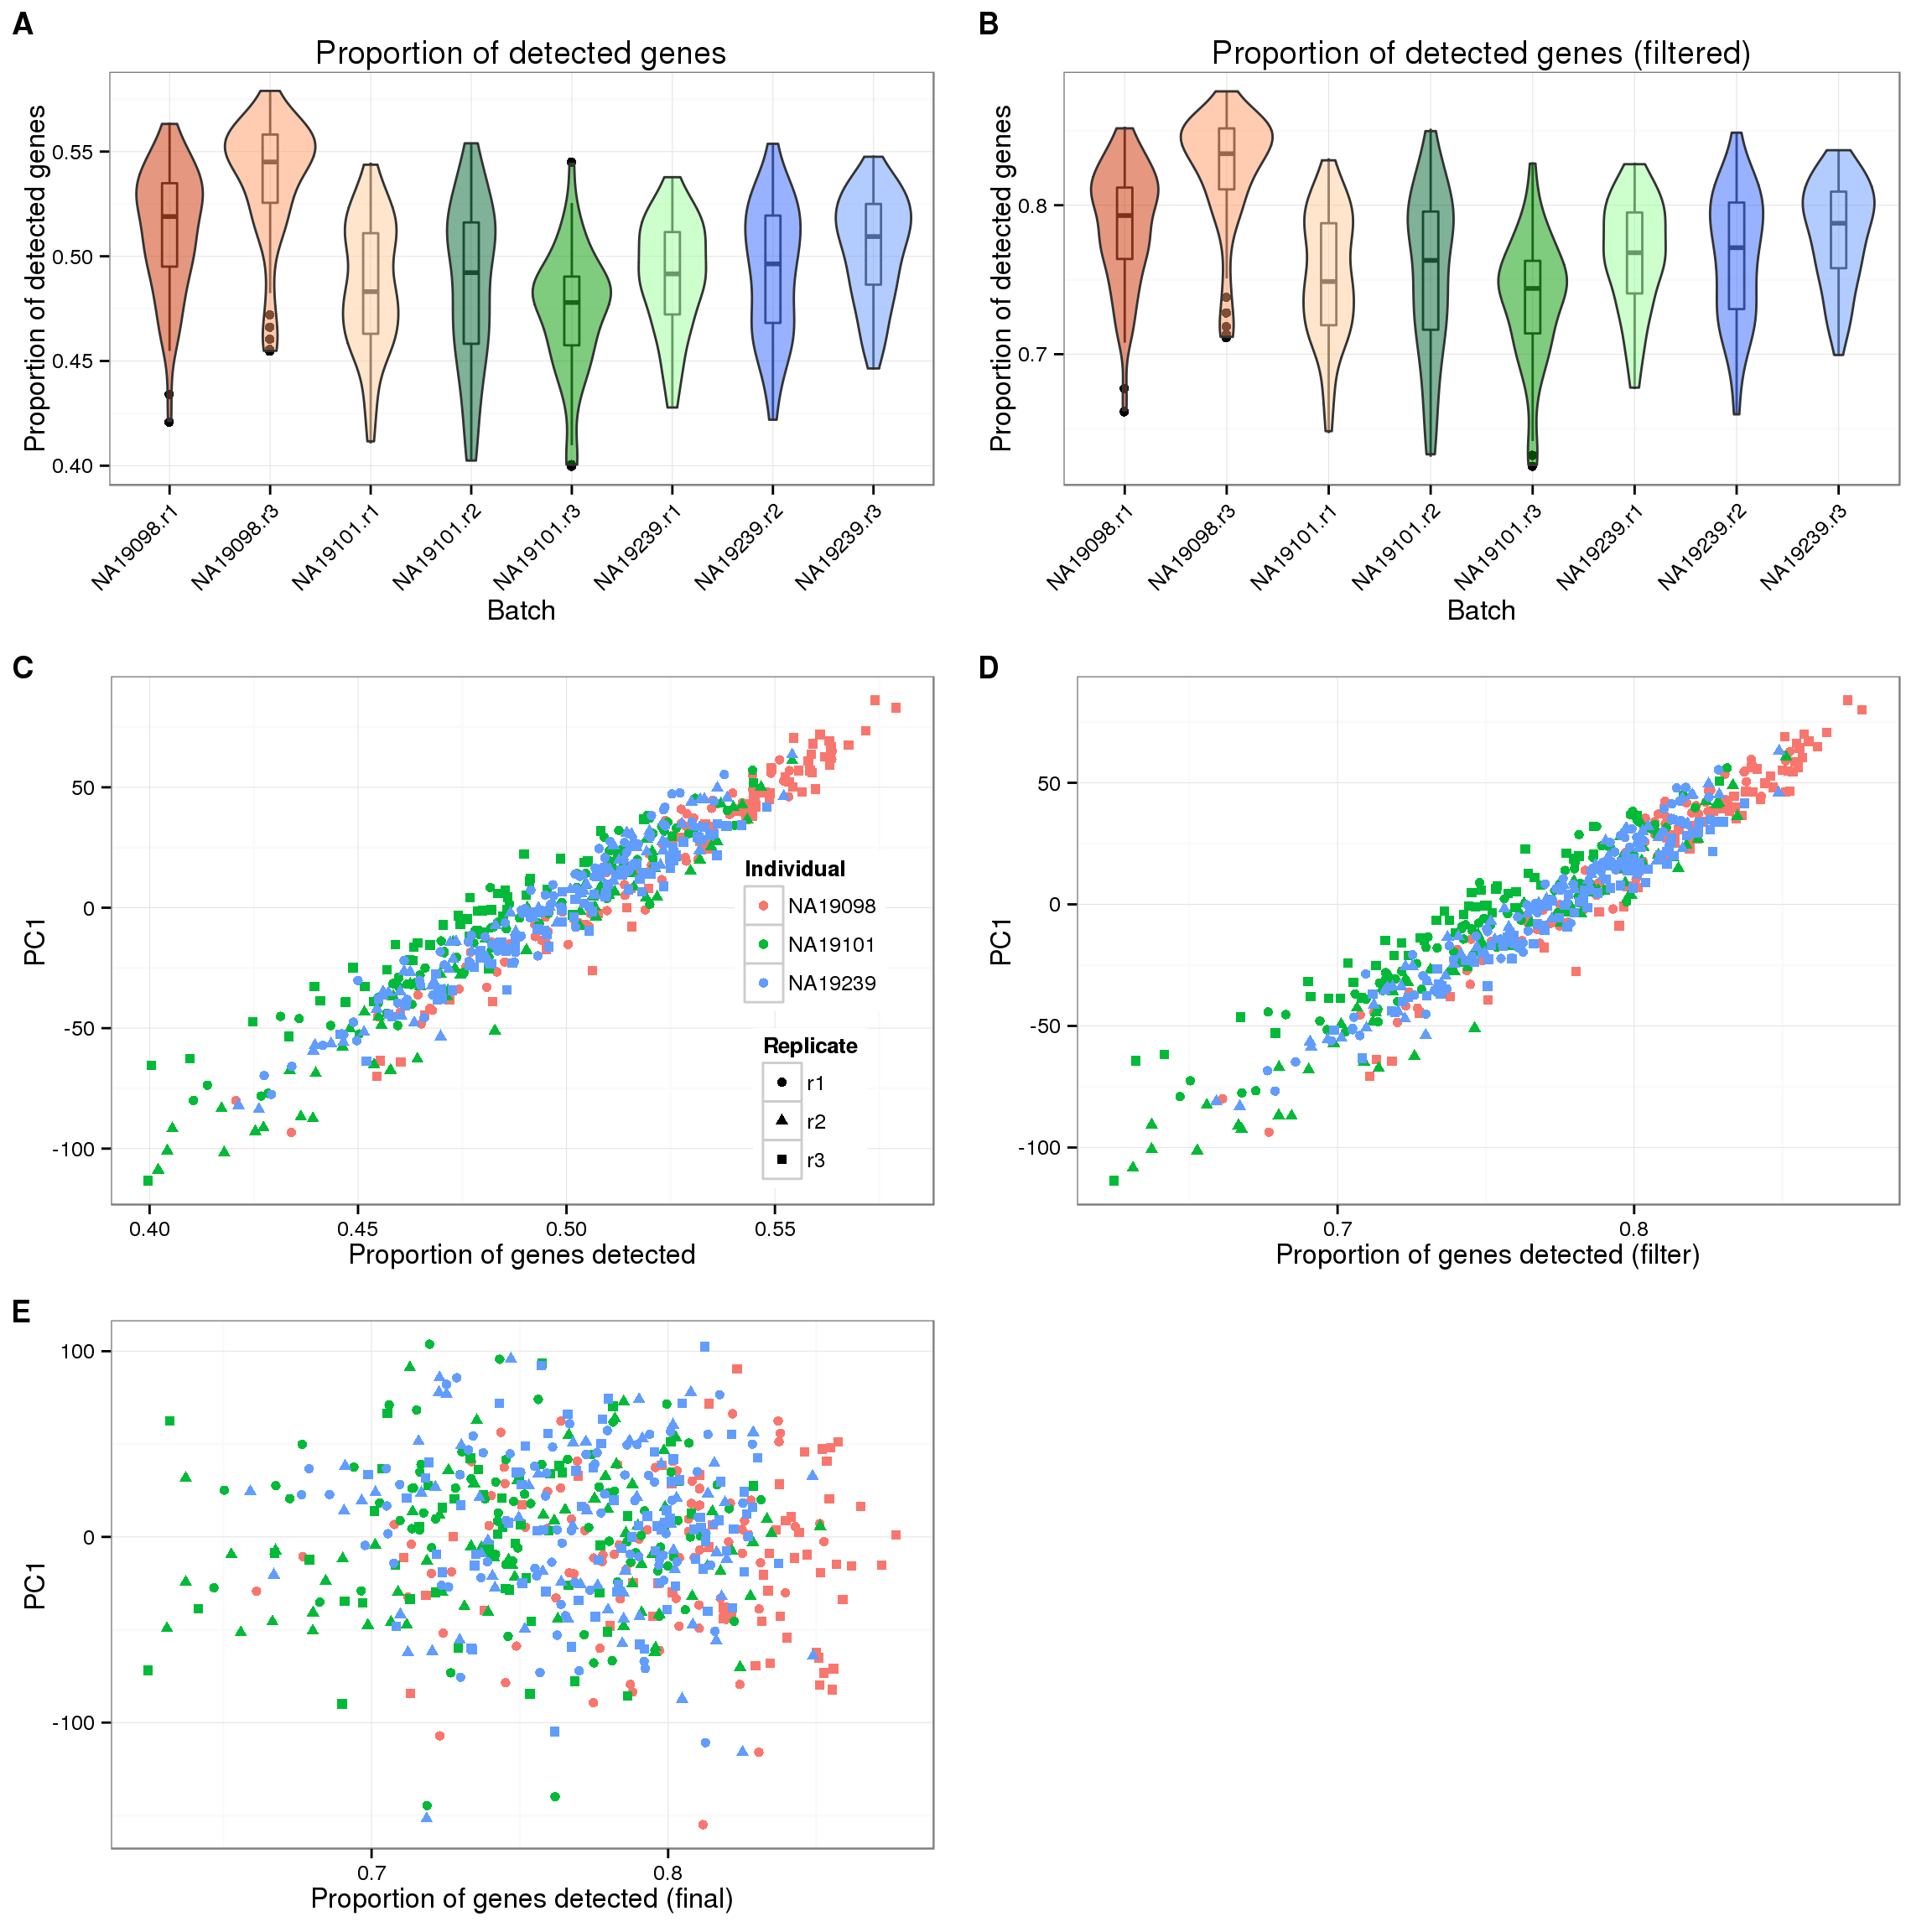 A
Proportion of detected genes
Proportion of detected genes
0.55
0.50
0.45
0.40
NA19098.r1
NA19098.r3
NA19101.r1
NA19101.r2
NA19101.r3
NA19239.r1
NA19239.r2
NA19239.r3
Batch
B
Proportion of detected genes (filtered)
Proportion of detected genes
0.8
0.7
NA19098.r1
NA19098.r3
NA19101.r1
NA19101.r2
NA19101.r3
NA19239.r1
NA19239.r2
NA19239.r3
Batch
C
PC1
50
0
-50
-100
0.40
0.45
0.50
0.55
Proportion of genes detected
Individual
NA19098
NA19101
NA19239
Replicate
r1
r2
r3
D
PC1
50
0
-50
-100
0.7
0.8
Proportion of genes detected (filter)
E
PC1
100
0
-100
0.7
0.8
Proportion of genes detected (final)